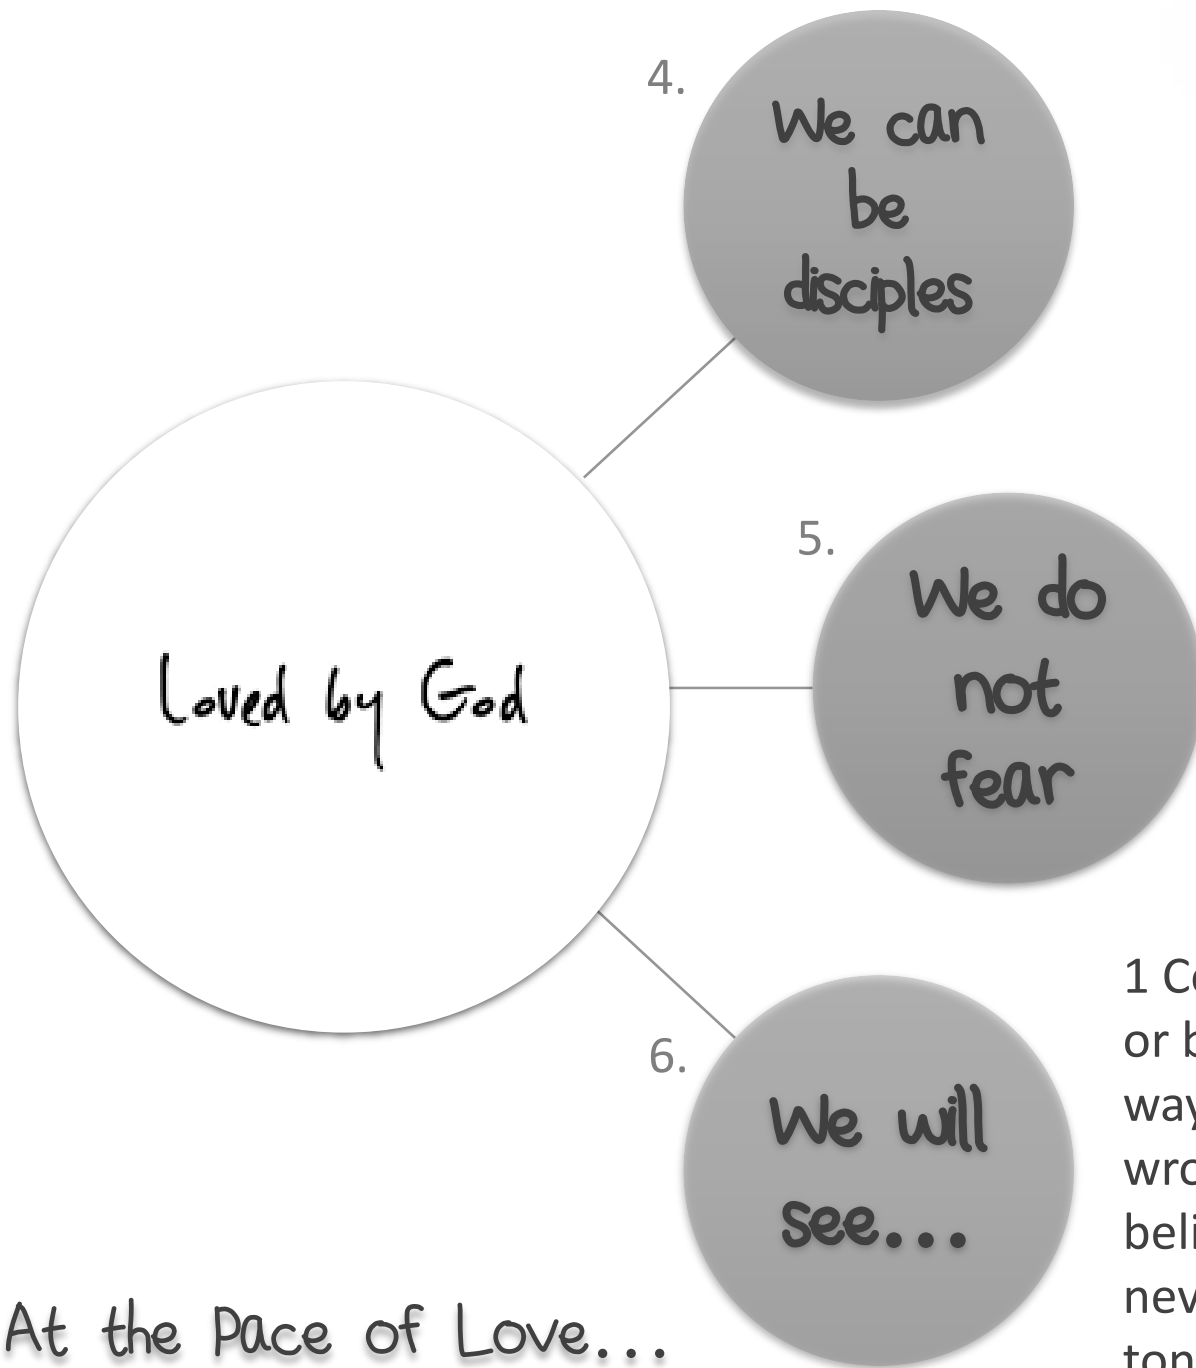 4.
We can
be
disciples
5.
We do
not
fear
Loved by God
6.
We will
see...
1 C
or b
way
wro
beli
nev
ton
At the Pace of Love...